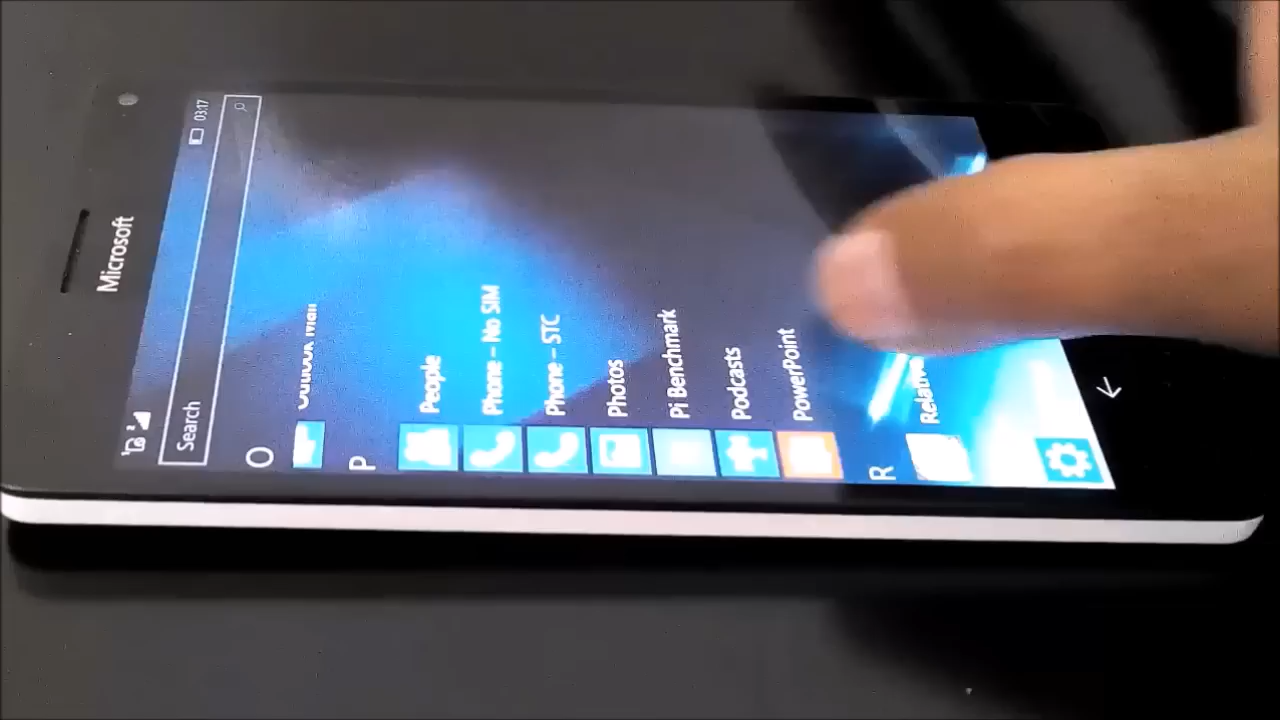 Microsoft
03:17
Search
O
P
People
Phone – No SIM
Phone – STC
Photos
Pi Benchmark
Podcasts
PowerPoint
R